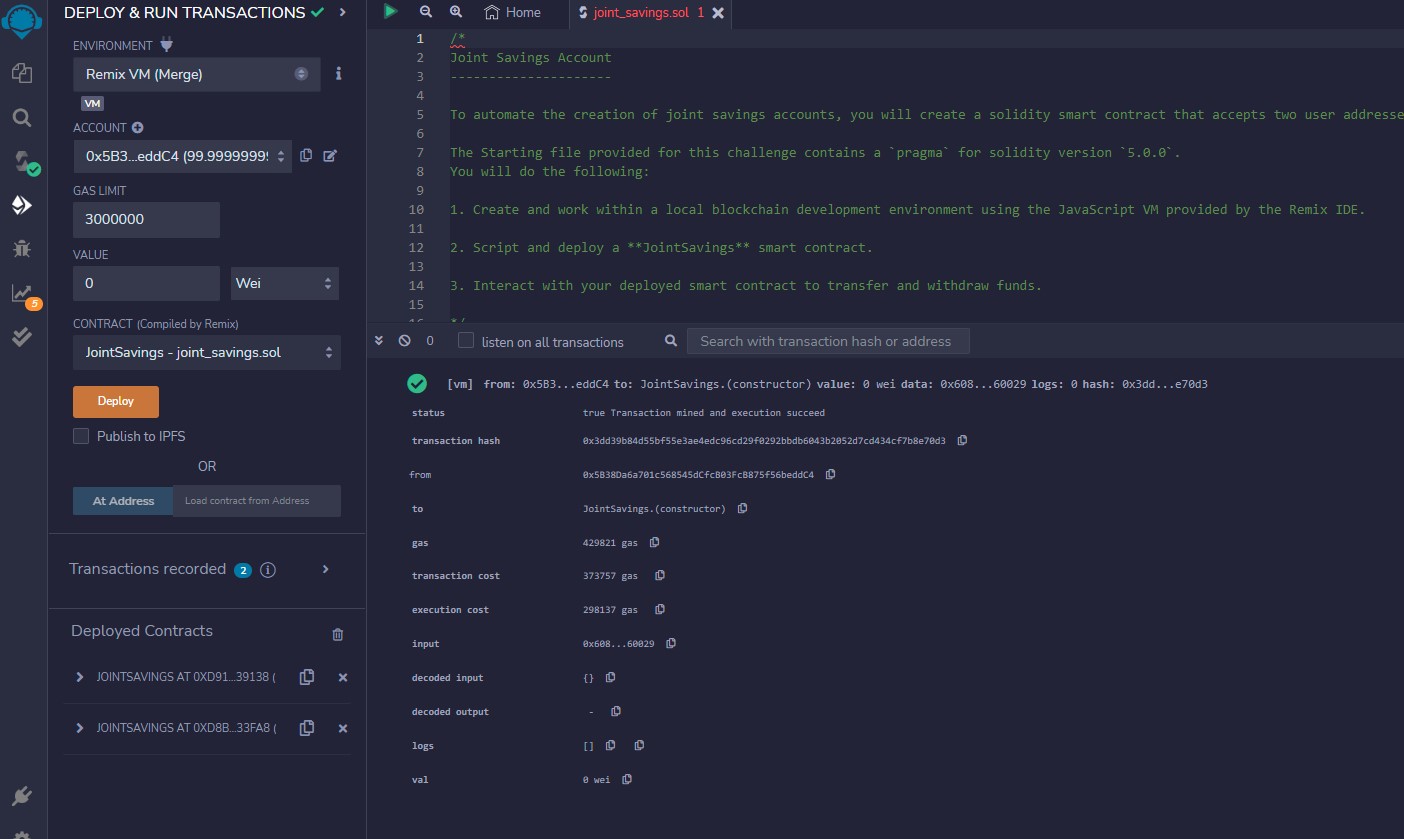 DEPLOY & RUN TRANSACTIONS
ENVIRONMENT
Remix VM (Merge)
VM
ACCOUNT
0x5B3...eddC4 (99.9999999
GAS LIMIT
3000000
VALUE
0
Wei
CONTRACT (Compiled by Remix)
JointSavings - joint_savings.sol
Deploy
Publish to IPFS
OR
At Address
Load contract from Address
Transactions recorded 2
Deployed Contracts
JOINTSAVINGS AT 0XD91...39138 (
JOINTSAVINGS AT 0XD8B...33FA8 (
5
Home
joint_savings.sol 1
1 /*
2 Joint Savings Account
3 ---------------------
4
5 To automate the creation of joint savings accounts, you will create a solidity smart contract that accepts two user addresse
6
7 The Starting file provided for this challenge contains a `pragma` for solidity version `5.0.0`.
8 You will do the following:
9
10 1. Create and work within a local blockchain development environment using the JavaScript VM provided by the Remix IDE.
11
12 2. Script and deploy a **JointSavings** smart contract.
13
14 3. Interact with your deployed smart contract to transfer and withdraw funds.
15
16 */
0
listen on all transactions
Search with transaction hash or address
[vm] from: 0x5B3...eddC4 to: JointSavings.(constructor) value: 0 wei data: 0x608...60029 logs: 0 hash: 0x3dd...e70d3
status true Transaction mined and execution succeed
transaction hash 0x3dd39b84d55bf55e3ae4edc96cd29f0292bbdb6043b2052d7cd434cf7b8e70d3
from 0x5B38Da6a701c568545dCfcB03FcB875f56beddC4
to JointSavings.(constructor)
gas 429821 gas
transaction cost 373757 gas
execution cost 298137 gas
input 0x608...60029
decoded input {}
decoded output -
logs []
val 0 wei